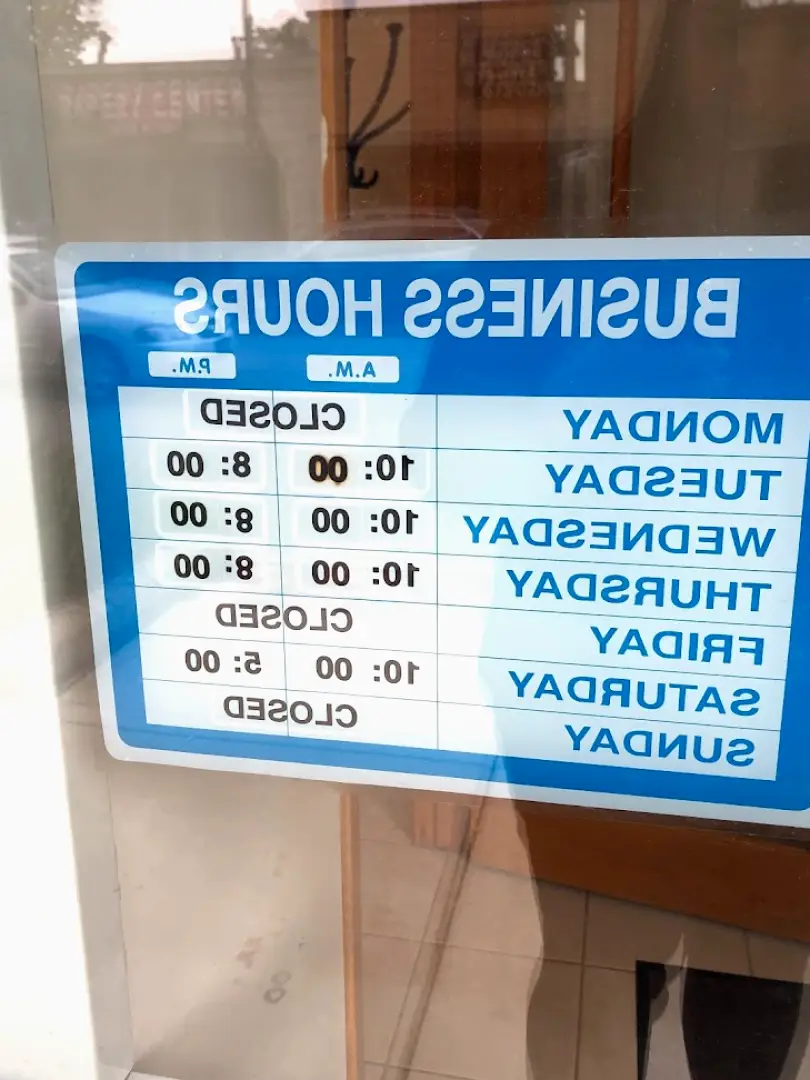 BUSINESS HOURS
A.M. P.M.
MONDAY CLOSED
TUESDAY 10: 00 8: 00
WEDNESDAY 10: 00 8: 00
THURSDAY 10: 00 8: 00
FRIDAY CLOSED
SATURDAY 10: 00 5: 00
SUNDAY CLOSED